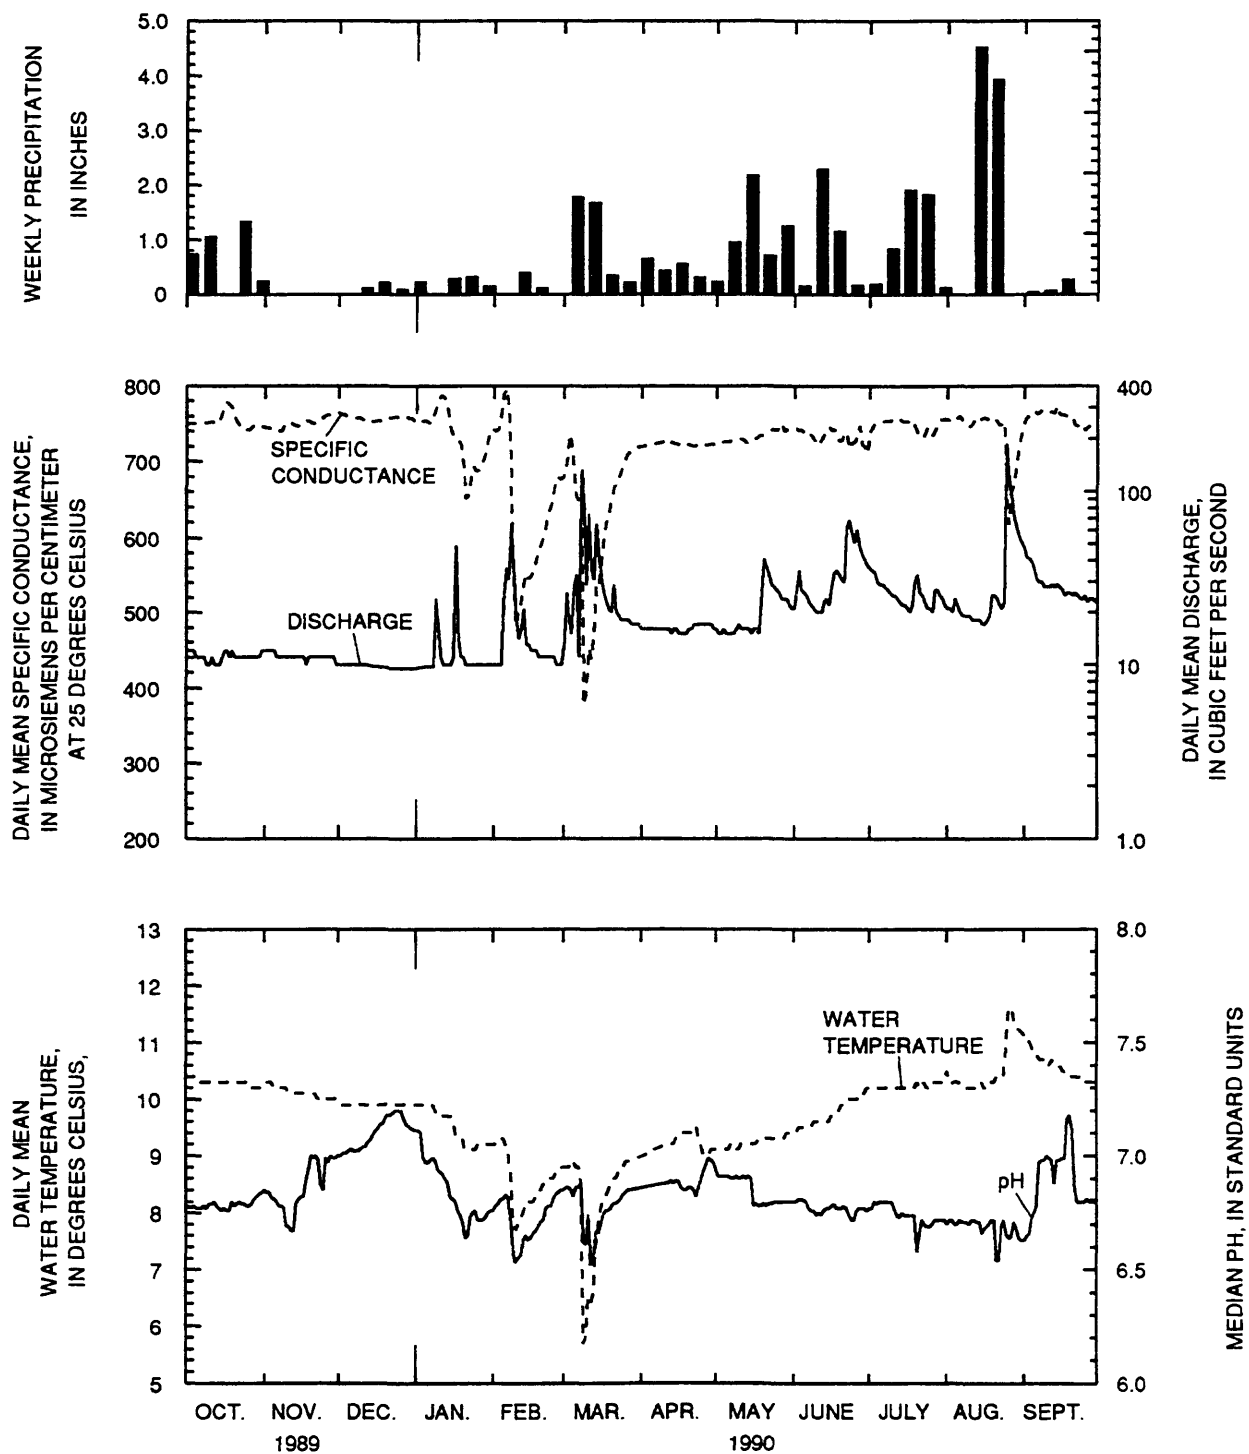 WEEKLY PRECIPITATION
IN INCHES
5.0
4.0
3.0
2.0
1.0
0
DAILY MEAN SPECIFIC CONDUCTANCE,
IN MICROSIEMENS PER CENTIMETER
AT 25 DEGREES CELSIUS
800
700
600
500
400
300
200
SPECIFIC
CONDUCTANCE
DISCHARGE
400
100
10
1.0
DAILY MEAN DISCHARGE,
IN CUBIC FEET PER SECOND
DAILY MEAN
WATER TEMPERATURE,
IN DEGREES CELSIUS,
13
12
11
10
9
8
7
6
5
WATER
TEMPERATURE
pH
8.0
7.5
7.0
6.5
6.0
MEDIAN PH, IN STANDARD UNITS
OCT. NOV. DEC. JAN. FEB. MAR. APR. MAY JUNE JULY AUG. SEPT.
1989 1990